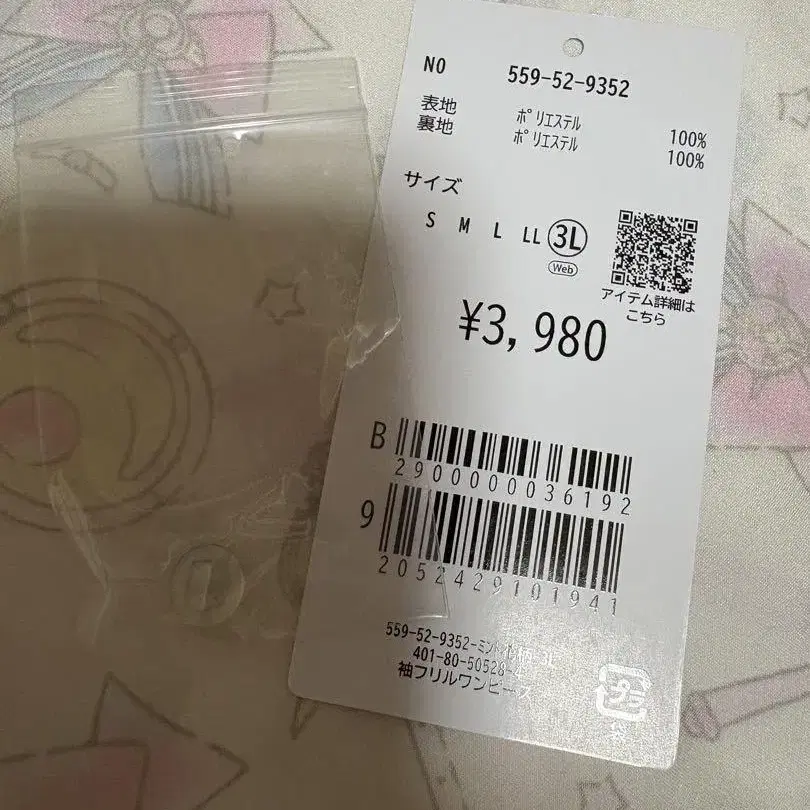 NO 559-52-9352
表地 ポリエステル 100%
裏地 ポリエステル 100%
サイズ
S M L LL 3L
Web
アイテム詳細は
こちら
¥3,980
B
2900000036192
9
2052429101941
559-52-9352-ミント
401-80-50528-
袖フリルワンピース
プラ
袋